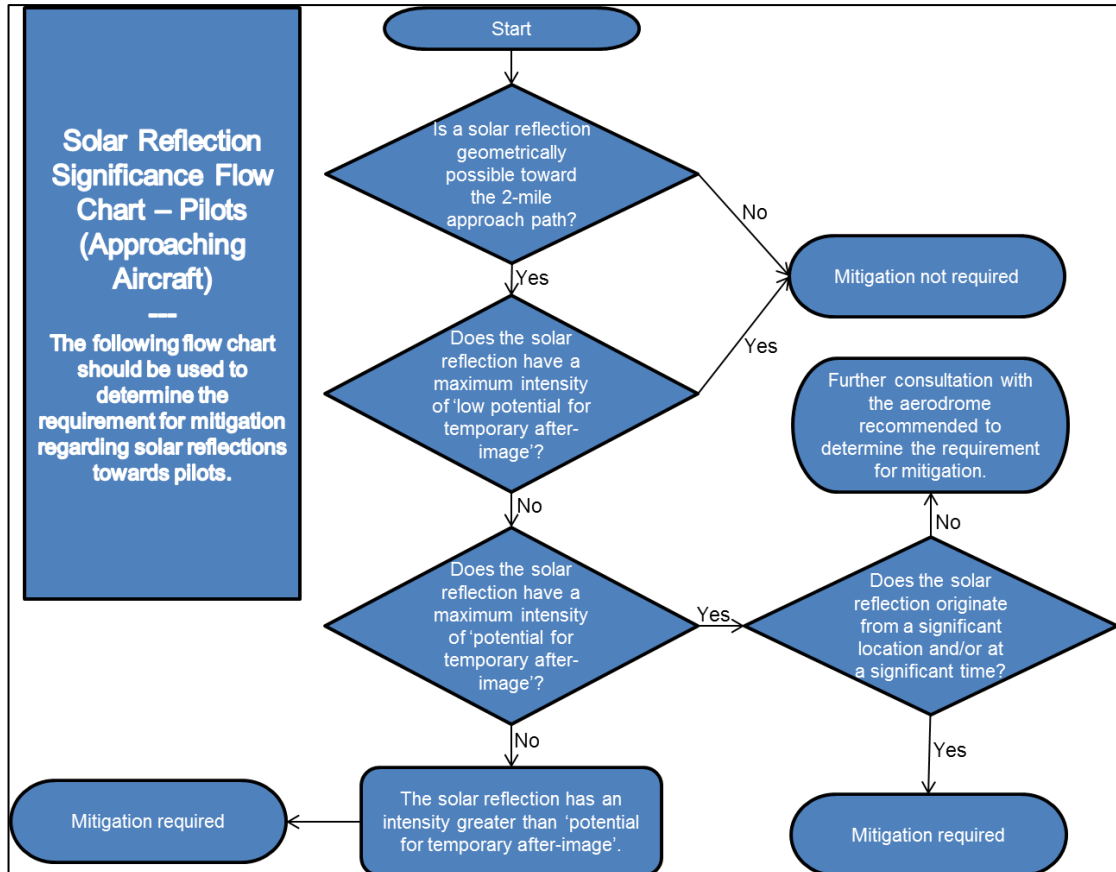 Solar Reflection
Significance Flow
Chart – Pilots
(Approaching
Aircraft)
---
The following flow chart
should be used to
determine the
requirement for mitigation
regarding solar reflections
towards pilots.
Start
Is a solar reflection
geometrically
possible toward
the 2-mile
approach path?
No
Mitigation not required
Yes
Does the solar
reflection have a
maximum intensity
of ‘low potential for
temporary after-
image’?
Yes
No
Does the solar
reflection have a
maximum intensity
of ‘potential for
temporary after-
image’?
Yes
Does the solar
reflection originate
from a significant
location and/or at
a significant time?
No
Further consultation with
the aerodrome
recommended to
determine the requirement
for mitigation.
Yes
Mitigation required
No
The solar reflection has an
intensity greater than ‘potential
for temporary after-image’.
Mitigation required